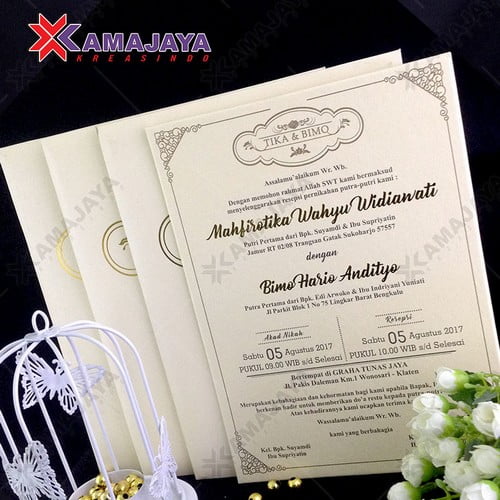 KAMAJAYA
KREASINDO
TIKA & BIMO
Assalamu'alaikum Wr. Wb.
Dengan memohon rahmat Allah SWT kami bermaksud
menyelenggarakan resepsi pernikahan putra-putri kami :
Mahfirotika Wahyu Widiawati
Putri Pertama dari Bpk. Suyamdi & Ibu Supriyatin
Jamur RT 02/08 Trangsan Gatak Sukoharjo 57557
dengan
Bimo Hario Andityo
Putra Pertama dari Bpk. Edi Arwoko & Ibu Indriyani Yuniati
Jl Parkit Blok 1 No 75 Lingkar Barat Bengkulu
Akad Nikah
Resepsi
Sabtu 05 Agustus 2017
PUKUL 09.00 WIB s/d Selesai
Sabtu 05 Agustus 2017
PUKUL 10.00 WIB s/d Selesai
Bertempat di GRAHA TUNAS JAYA
Jl. Pakis Daleman Km.1 Wonosari - Klaten
Merupakan kebahagiaan dan kehormatan bagi kami apabila Bapak,
berkenan hadir untuk memberikan do'a restu kepada
Atas kehadirannya kami ucapkan terima
Wassalamu'alaikum Wr. Wb.
kami yang berbahagia
Kel. Bpk. Suyamdi
Ibu Supriyatin
Kel.
KAMAJAYA